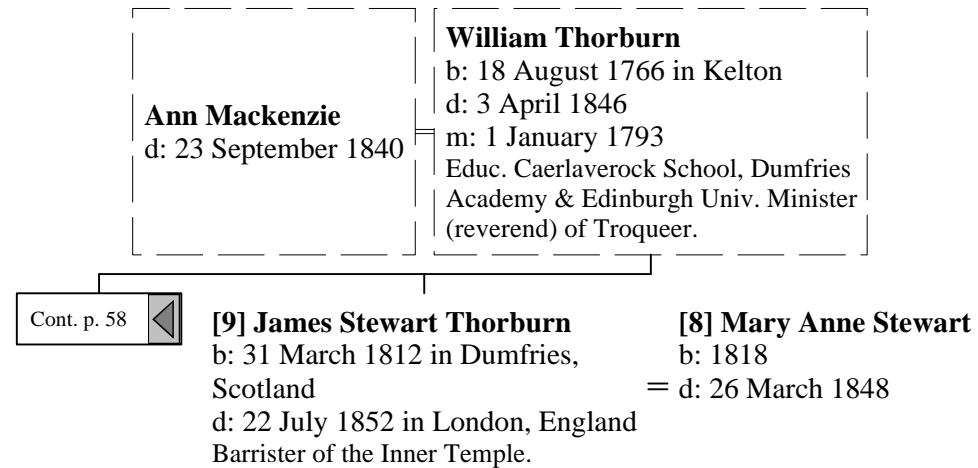 Ann Mackenzie
d: 23 September 1840
William Thorburn
b: 18 August 1766 in Kelton
d: 3 April 1846
m: 1 January 1793
Educ. Caerlaverock School, Dumfries
Academy & Edinburgh Univ. Minister
(reverend) of Troqueer.
Cont. p. 58
[9] James Stewart Thorburn
b: 31 March 1812 in Dumfries,
Scotland
d: 22 July 1852 in London, England
Barrister of the Inner Temple.
=
[8] Mary Anne Stewart
b: 1818
d: 26 March 1848